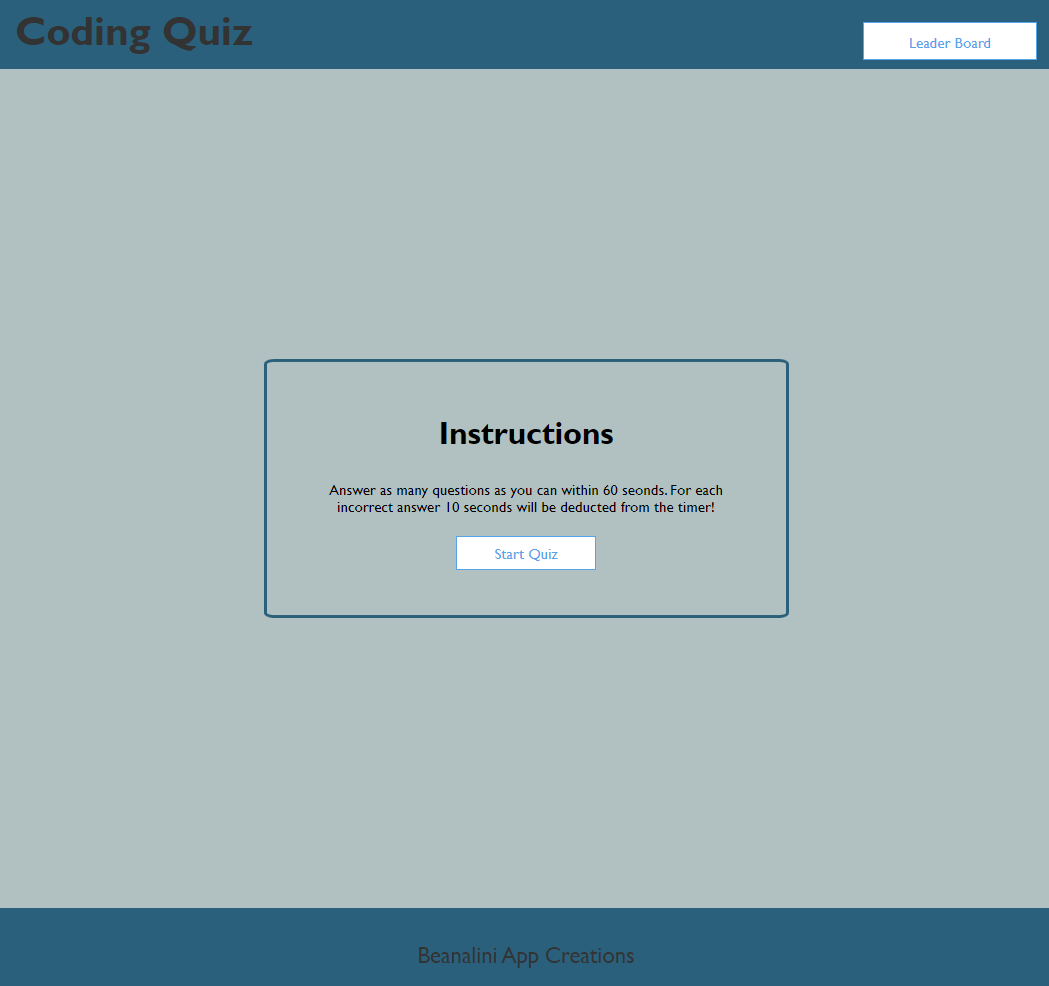 Coding Quiz
Leader Board
Instructions
Answer as many questions as you can within 60 seonds. For each
incorrect answer 10 seconds will be deducted from the timer!
Start Quiz
Beanalini App Creations